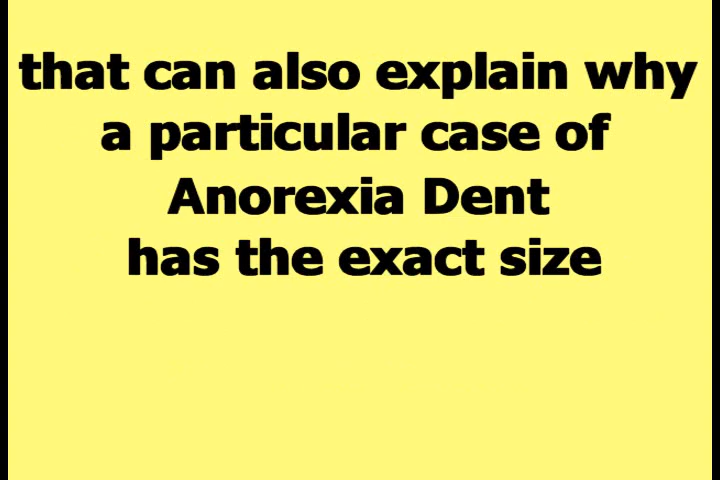 that can also explain why
a particular case of
Anorexia Dent
has the exact size